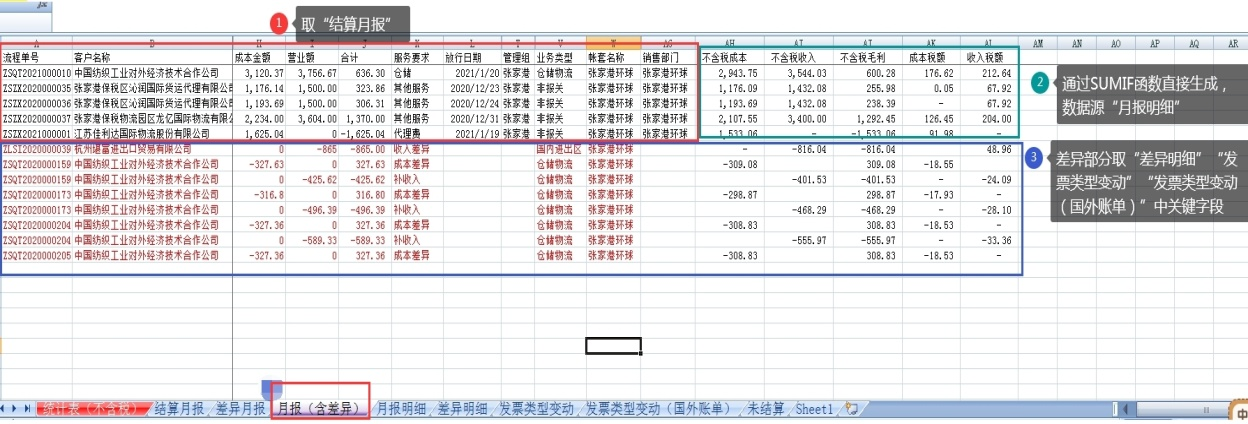 fx
1 取“结算月报”
A D H I J K L T V W AG AH AI AJ AK AL AM AN AO AP AQ AR
流程单号 客户名称 成本金额 营业额 合计 服务要求 放行日期 管理组 业务类型 帐套名称 销售部门 不含税成本 不含税收入 不含税毛利 成本税额 收入税额
ZSQT2021000010 中国纺织工业对外经济技术合作公司 3,120.37 3,756.67 636.30 仓储 2021/1/20 张家港 仓储物流 张家港环球 张家港环球 2,943.75 3,544.03 600.28 176.62 212.64
ZSZX2020000035 张家港保税区沁润国际货运代理有限公司 1,176.14 1,500.00 323.86 其他服务 2020/12/23 张家港 非报关 张家港环球 张家港环球 1,176.09 1,432.08 255.98 0.05 67.92
ZSZX2020000036 张家港保税区沁润国际货运代理有限公司 1,193.69 1,500.00 306.31 其他服务 2020/12/24 张家港 非报关 张家港环球 张家港环球 1,193.69 1,432.08 238.39 - 67.92
ZSZX2020000037 张家港保税物流园区龙亿国际物流有限公 2,234.00 3,604.00 1,370.00 其他服务 2020/12/31 张家港 非报关 张家港环球 张家港环球 2,107.55 3,400.00 1,292.45 126.45 204.00
ZSZX2021000001 江苏佳利达国际物流股份有限公司 1,625.04 0 -1,625.04 代理费 2021/1/19 张家港 非报关 张家港环球 张家港环球 1,533.06 - -1,533.06 91.98 -
ZLSZ2020000039 进出口贸易有限公司 0 -865 -865.00 收入差异 国内进出区 张家港环球 - -816.04 -816.04 48.96
ZSQT2020000159 中国纺织工业对外经济技术合作公司 -327.63 0 327.63 成本差异 仓储物流 张家港环球 -309.08 309.08 -18.55 -
ZSQT2020000159 中国纺织工业对外经济技术合作公司 0 -425.62 -425.62 补收入 仓储物流 张家港环球 -401.53 -401.53 - -24.09
ZSQT2020000173 中国纺织工业对外经济技术合作公司 -316.8 0 316.80 成本差异 仓储物流 张家港环球 -298.87 298.87 -17.93 -
ZSQT2020000173 中国纺织工业对外经济技术合作公司 0 -496.39 -496.39 补收入 仓储物流 张家港环球 -468.29 -468.29 - -28.10
ZSQT2020000204 中国纺织工业对外经济技术合作公司 -327.36 0 327.36 成本差异 仓储物流 张家港环球 -308.83 308.83 -18.53 -
ZSQT2020000204 中国纺织工业对外经济技术合作公司 0 -589.33 -589.33 补收入 仓储物流 张家港环球 -555.97 -555.97 - -33.36
ZSQT2020000205 中国纺织工业对外经济技术合作公司 -327.36 0 327.36 成本差异 仓储物流 张家港环球 -308.83 308.83 -18.53 -
2 通过SUMIF函数直接生成，
数据源“月报明细”
3 差异部分取“差异明细”“发
票类型变动”“发票类型变动
（国外账单）”中关键字段
统计表（不含税） 结算月报 差异月报 月报（含差异） 月报明细 差异明细 发票类型变动 发票类型变动（国外账单） 未结算 Sheet1
中